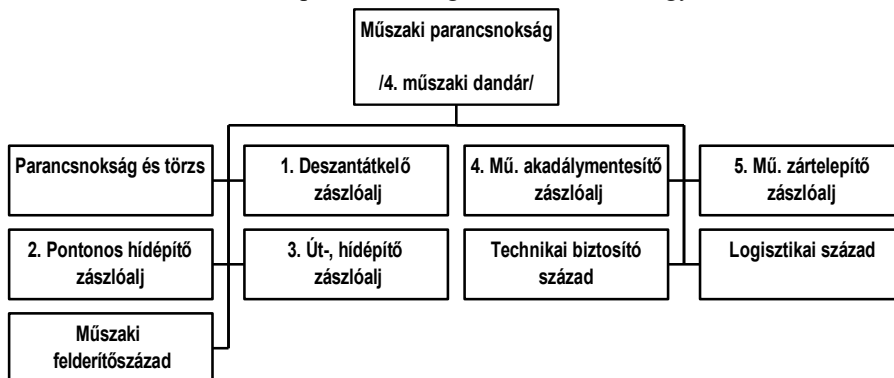 Műszaki parancsnokság
/4. műszaki dandár/
Parancsnokság és törzs
1. Deszantátkelő
zászlóalj
4. Mű. akadálymentesítő
zászlóalj
5. Mű. zártelepítő
zászlóalj
2. Pontonos hídépítő
zászlóalj
3. Út-, hídépítő
zászlóalj
Technikai biztosító
század
Logisztikai század
Műszaki
felderítőszázad